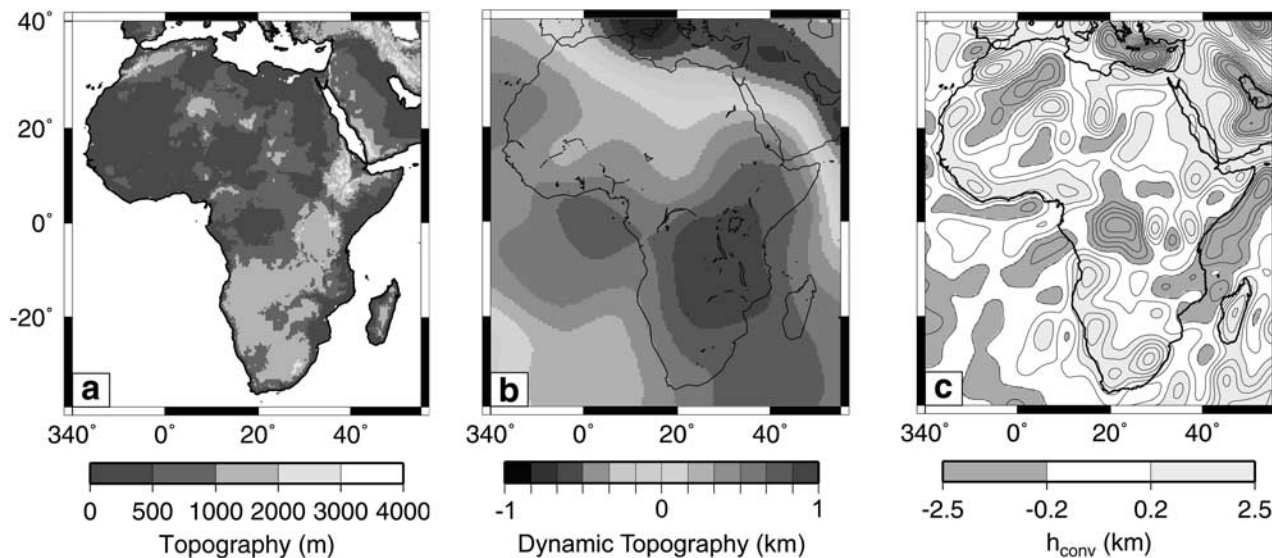 40˚
20˚
0˚
-20˚
a
b
c
340˚ 0˚ 20˚ 40˚
340˚ 0˚ 20˚ 40˚
340˚ 0˚ 20˚ 40˚
0 500 1000 2000 3000 4000
Topography (m)
-1 0 1
Dynamic Topography (km)
-2.5 -0.2 0.2 2.5
h_conv (km)